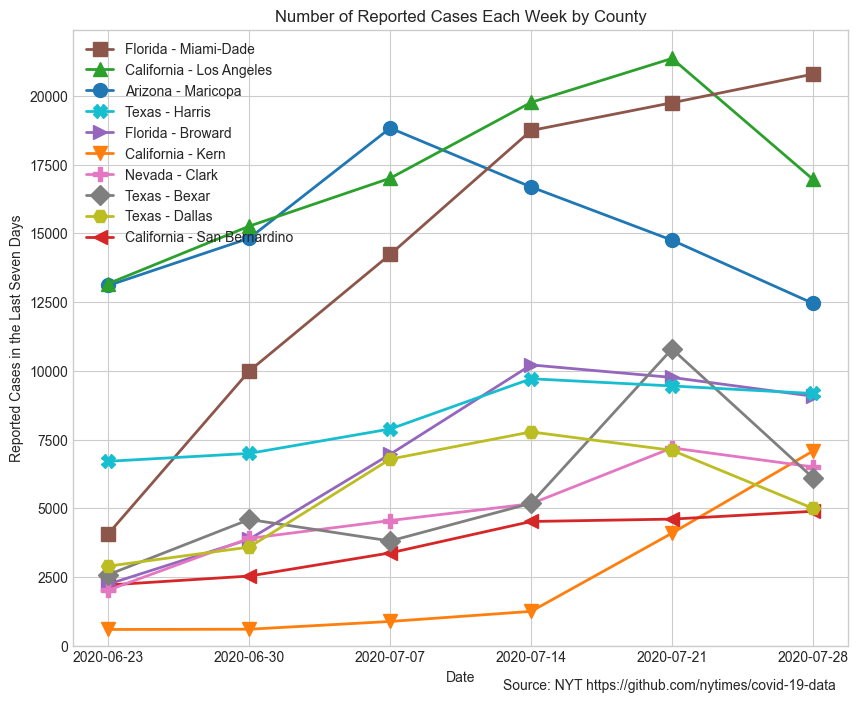 Number of Reported Cases Each Week by County
Florida - Miami-Dade
California - Los Angeles
Arizona - Maricopa
Texas - Harris
Florida - Broward
California - Kern
Nevada - Clark
Texas - Bexar
Texas - Dallas
California - San Bernardino
Reported Cases in the Last Seven Days
20000
17500
15000
12500
10000
7500
5000
2500
0
2020-06-23 2020-06-30 2020-07-07 2020-07-14 2020-07-21 2020-07-28
Date
Source: NYT https://github.com/nytimes/covid-19-data